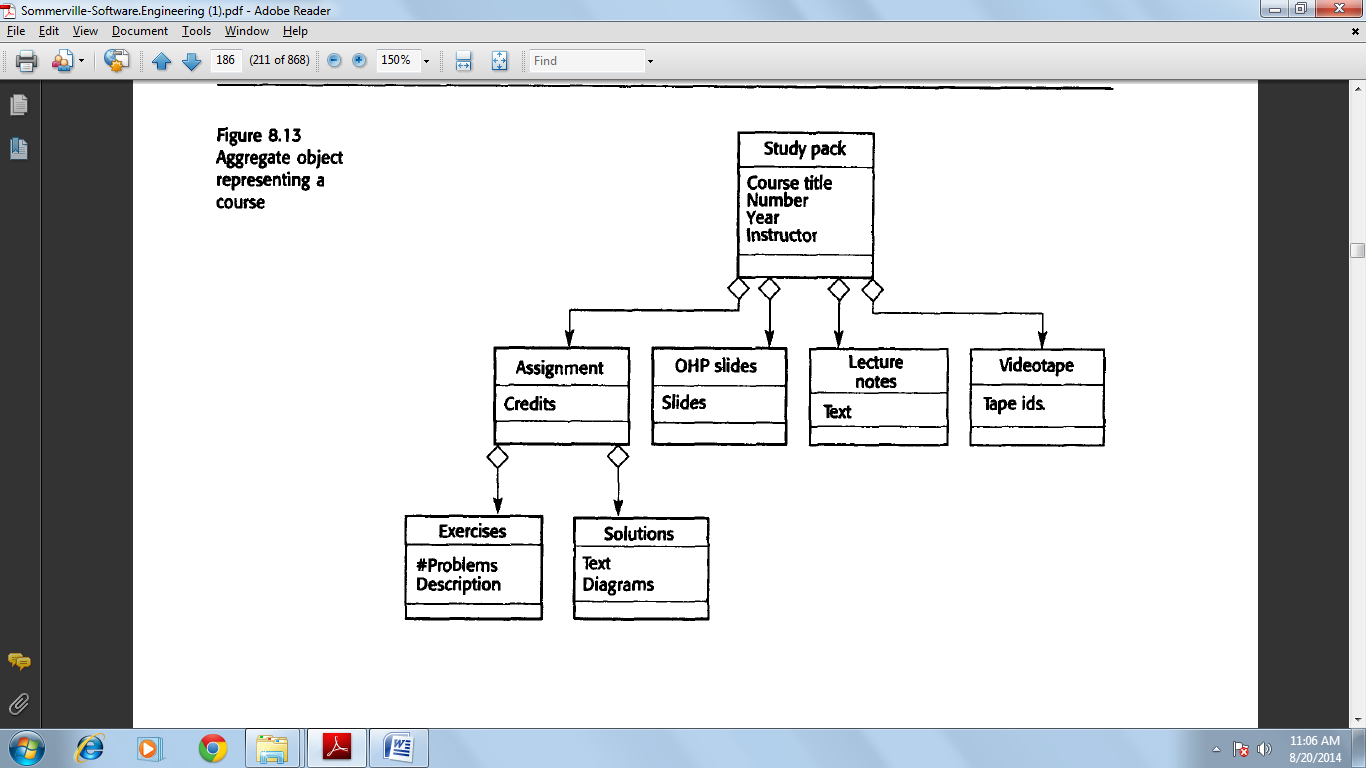 Sommerville-Software.Engineering (1).pdf - Adobe Reader
File Edit View Document Tools Window Help
186 (211 of 868) 150% Find
Figure 8.13
Aggregate object
representing a
course
Study pack
Course title
Number
Year
Instructor
Assignment
Credits
OHP slides
Slides
Lecture
notes
Text
Videotape
Tape ids.
Exercises
#Problems
Description
Solutions
Text
Diagrams
11:06 AM
8/20/2014